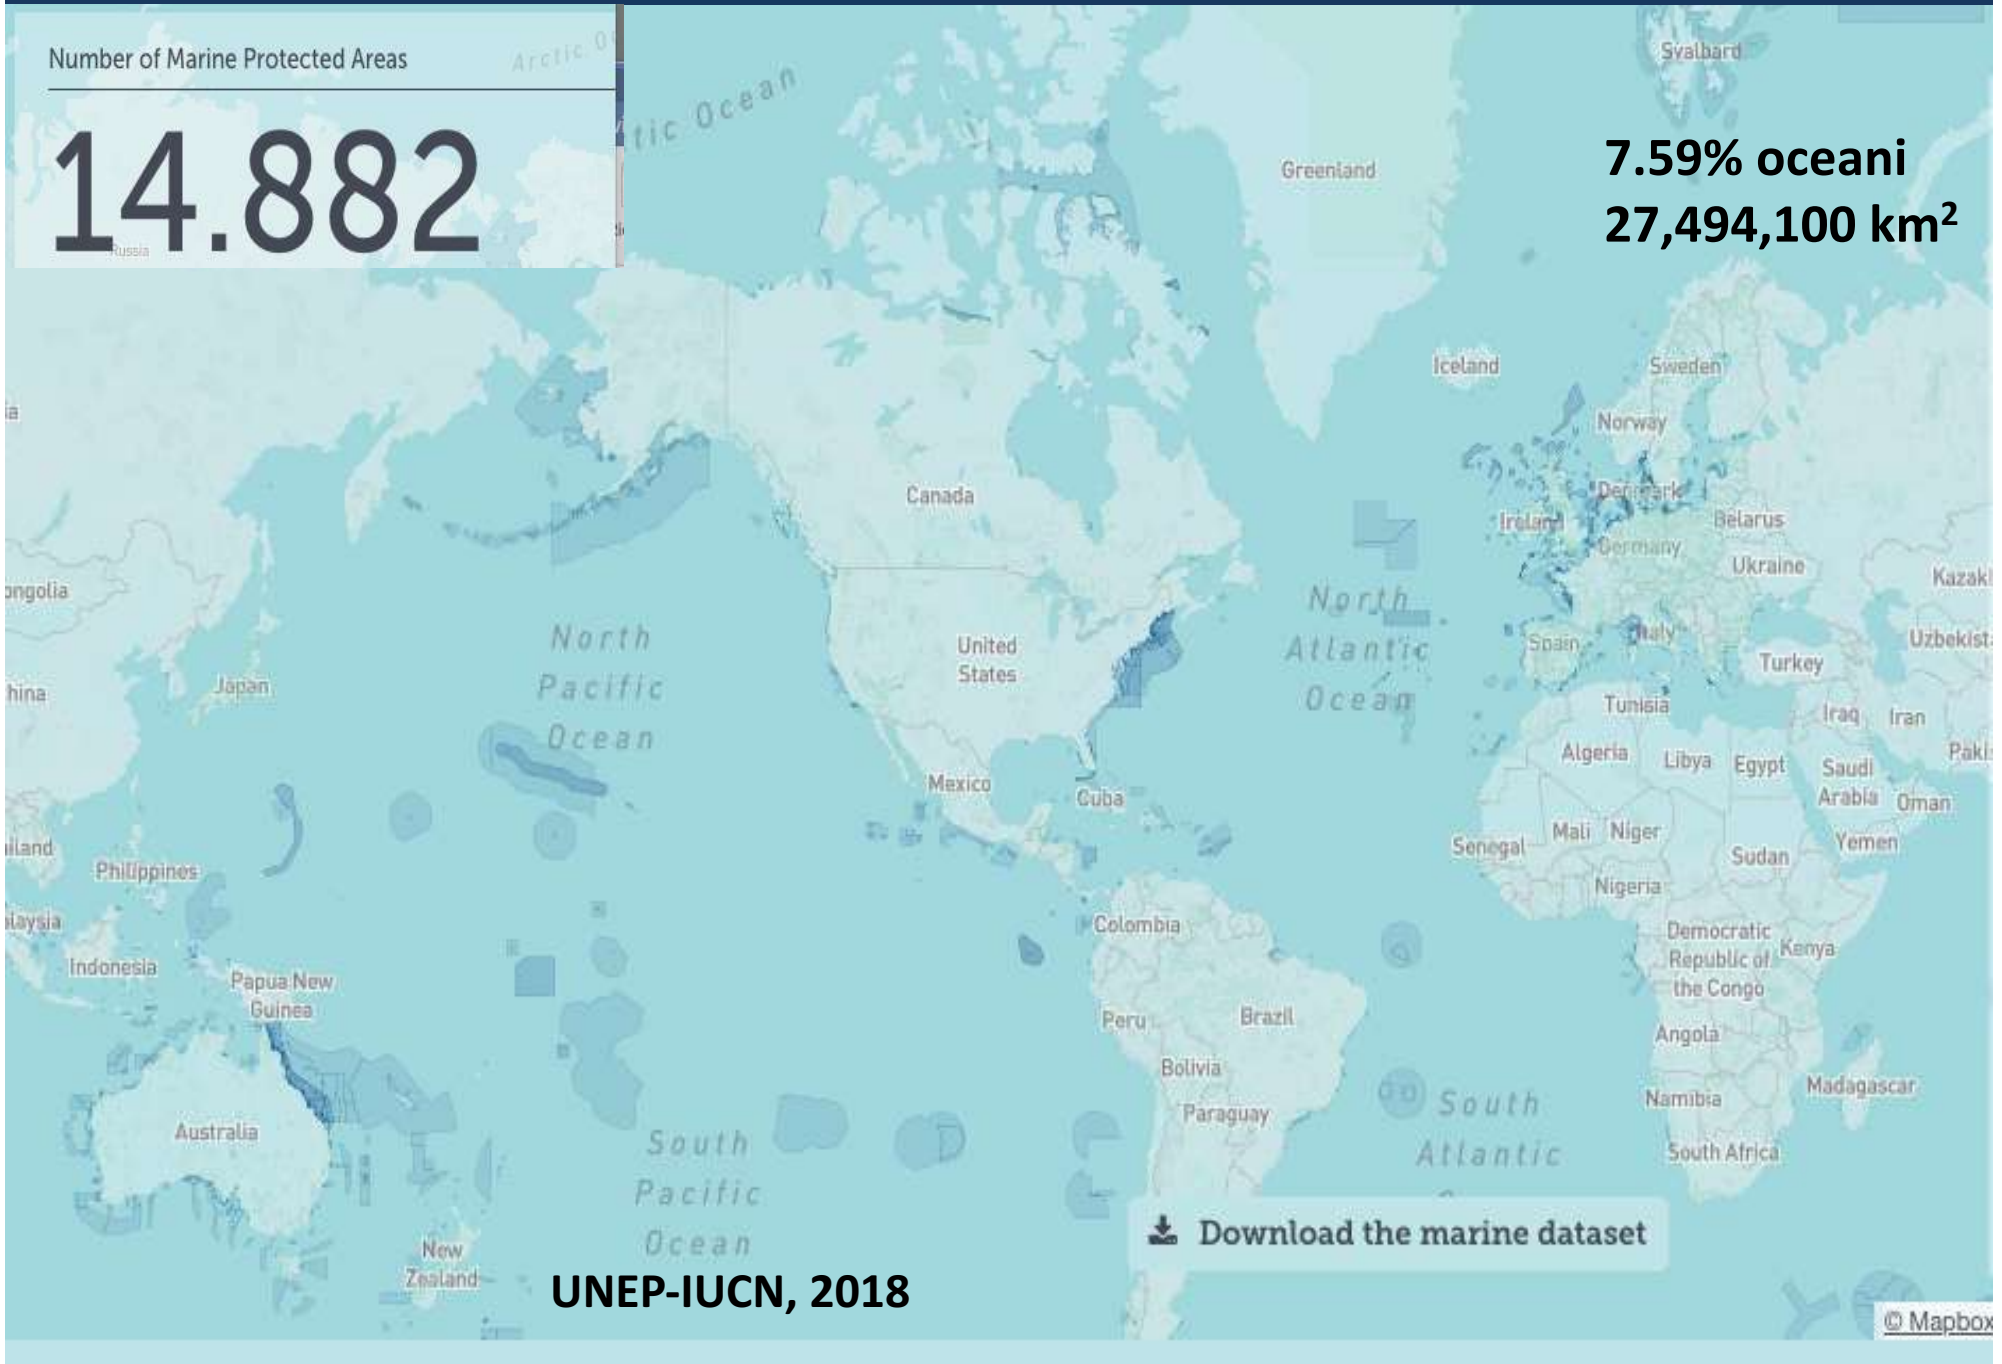 Number of Marine Protected Areas
14.882
Russia
Arctic
tic Ocean
Svalbard
7.59% oceani
27,494,100 km²
Greenland
Iceland
Sweden
Norway
Canada
Denmark
Ireland
Belarus
Germany
Ukraine
Kazak
ongolia
North
Pacific
Ocean
United
States
North
Atlantic
Ocean
Spain
Italy
Uzbekist
Turkey
hina
Japan
Tunisia
Iraq
Iran
Algeria
Libya
Egypt
Saudi
Arabia
Paki
Oman
Mexico
Cuba
Mali
Niger
Senegal
Sudan
Yemen
Nigeria
ailand
Philippines
alaysia
Colombia
Democratic
Republic of
the Congo
Kenya
Indonesia
Papua New
Guinea
Peru
Brazil
Angola
Bolivia
Namibia
Madagascar
Paraguay
South
Atlantic
South Africa
Australia
South
Pacific
Ocean
Download the marine dataset
New
Zealand
UNEP-IUCN, 2018
© Mapbox